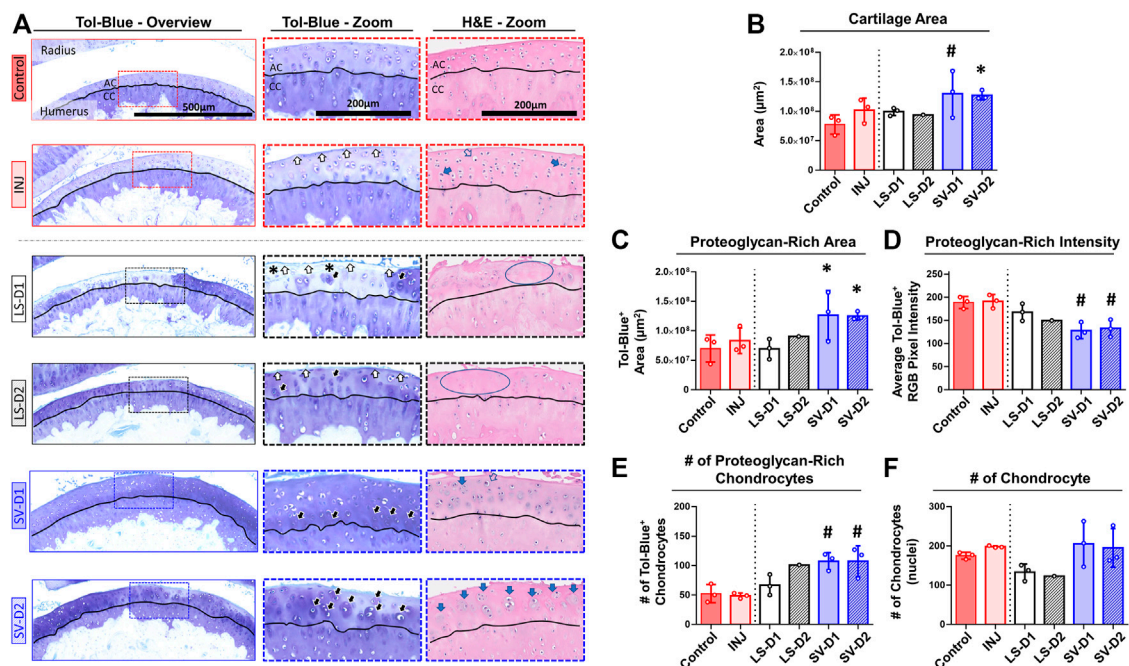 A
Tol-Blue - Overview
Tol-Blue - Zoom
H&E - Zoom
Control
Radius
AC
CC
Humerus
500µm
AC
CC
200µm
AC
CC
200µm
INJ
LS-D1
* *
LS-D2
SV-D1
SV-D2
B
Cartilage Area
Area (µm²)
2.0×10⁸
1.5×10⁸
1.0×10⁸
5.0×10⁷
0
# *
Control INJ LS-D1 LS-D2 SV-D1 SV-D2
C
Proteoglycan-Rich Area
Tol-Blue⁺
Area (µm²)
2.0×10⁸
1.5×10⁸
1.0×10⁸
5.0×10⁷
0
* *
Control INJ LS-D1 LS-D2 SV-D1 SV-D2
D
Proteoglycan-Rich Intensity
Average Tol-Blue⁺
RGB Pixel Intensity
250
200
150
100
50
0
# #
Control INJ LS-D1 LS-D2 SV-D1 SV-D2
E
# of Proteoglycan-Rich
Chondrocytes
# of Tol-Blue⁺
Chondrocytes
200
150
100
50
0
# #
Control INJ LS-D1 LS-D2 SV-D1 SV-D2
F
# of Chondrocyte
# of Chondrocytes
(nuclei)
300
200
100
0
Control INJ LS-D1 LS-D2 SV-D1 SV-D2